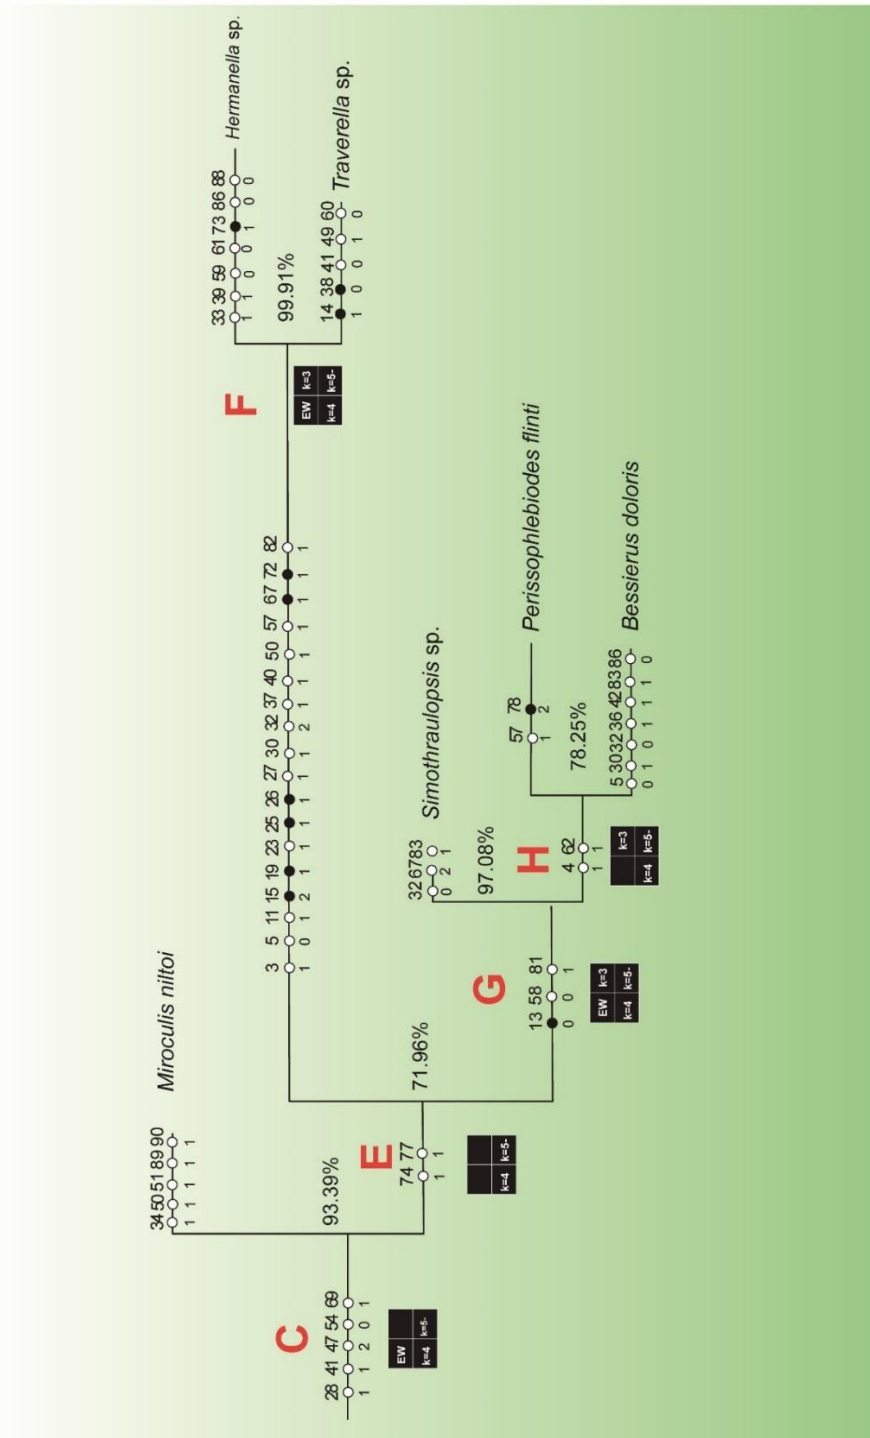 Hermanella sp.
33 39 59 61 73 86 88
1 1 0 0 1 0 0
99.91%
Traverella sp.
14 38 41 49 60
1 0 0 1 0
F
EW k=3
k=4 k=5-
3 5 11 15 19 23 25 26 27 30 32 37 40 50 57 67 72 82
1 0 1 2 1 1 1 1 1 1 2 1 1 1 1 1 1 1
Miroculis niltoi
34 50 51 89 90
1 1 1 1 1
93.39%
E
74 77
1 1
k=4 k=5-
71.96%
C
28 41 47 54 69
1 1 2 0 1
EW
k=4 k=5-
G
13 58 81
0 0 1
EW k=3
k=4 k=5-
Simothraulopsis sp.
32 67 83
0 2 1
97.08%
H
4 62
1 1
k=3
k=4 k=5-
Perissophlebiodes flinti
57 78
1 2
78.25%
Bessierus doloris
5 30 32 36 42 83 86
0 1 0 1 1 1 0